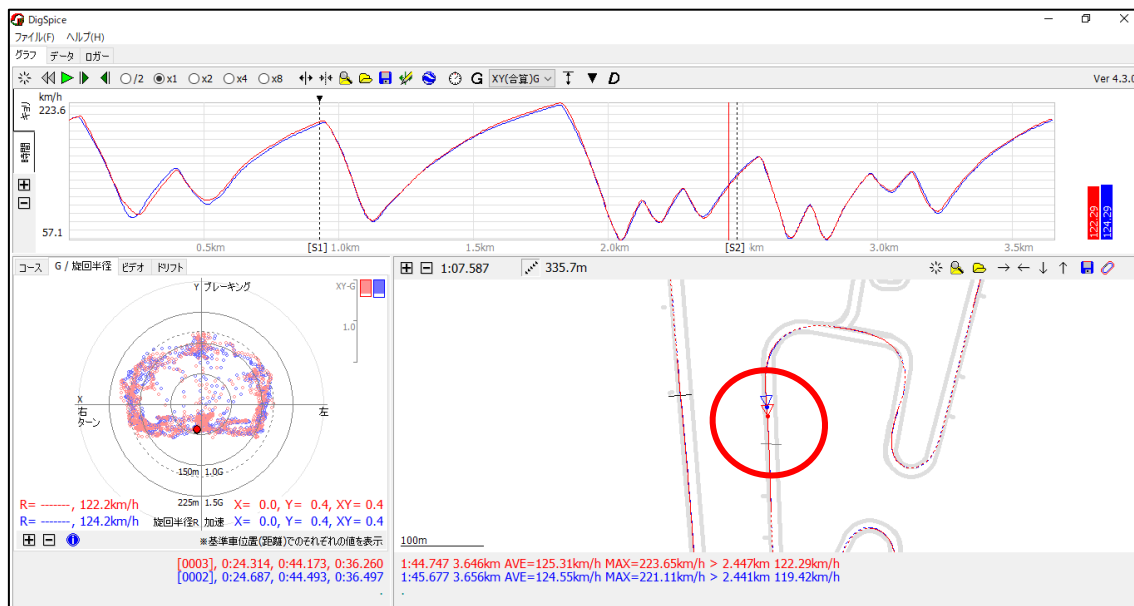 DigSpice
ファイル(F) ヘルプ(H)
グラフ データ ロガー
/2 x1 x2 x4 x8 G XY(合算)G D Ver 4.3.0
km/h
223.6
キョリ
時間
57.1
0.5km [S1] 1.0km 1.5km 2.0km [S2] km 3.0km 3.5km
122.29
124.29
コース G / 旋回半径 ビデオ ドリフト
1:07.587 335.7m
Y ブレーキング XY-G
1.0
X
右 左
ターン
150m 1.0G
225m 1.5G
R= -------, 122.2km/h X= 0.0, Y= 0.4, XY= 0.4
R= -------, 124.2km/h 旋回半径R 加速 X= 0.0, Y= 0.4, XY= 0.4
※基準車位置(距離)でのそれぞれの値を表示
100m
[0003], 0:24.314, 0:44.173, 0:36.260
[0002], 0:24.687, 0:44.493, 0:36.497
1:44.747 3.646km AVE=125.31km/h MAX=223.65km/h > 2.447km 122.29km/h
1:45.677 3.656km AVE=124.55km/h MAX=221.11km/h > 2.441km 119.42km/h